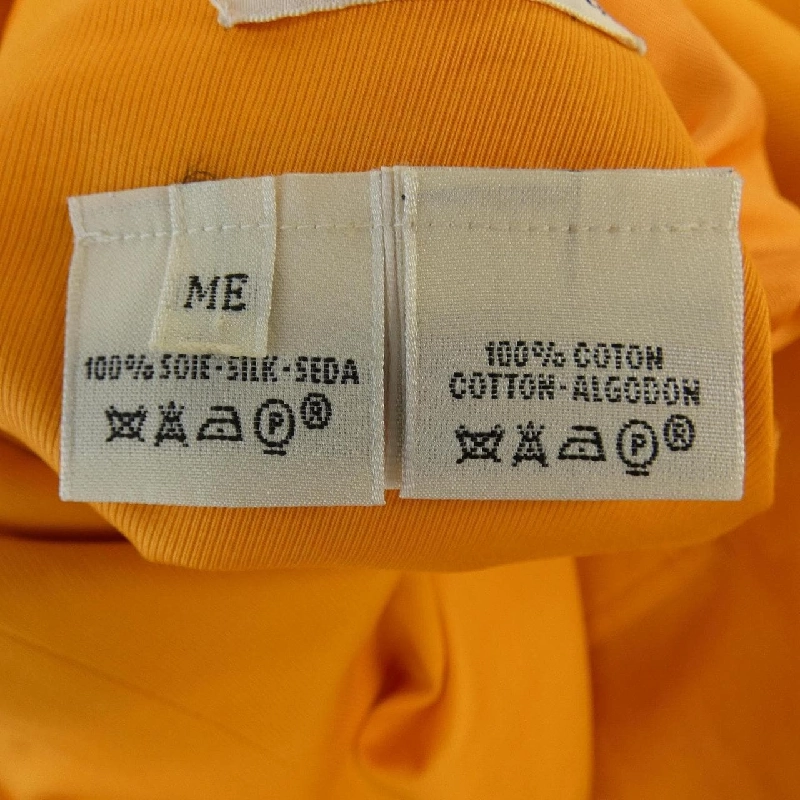 ME
100% SOIE-SILK-SEDA
P ®
100% COTON
COTTON-ALGODON
P ®